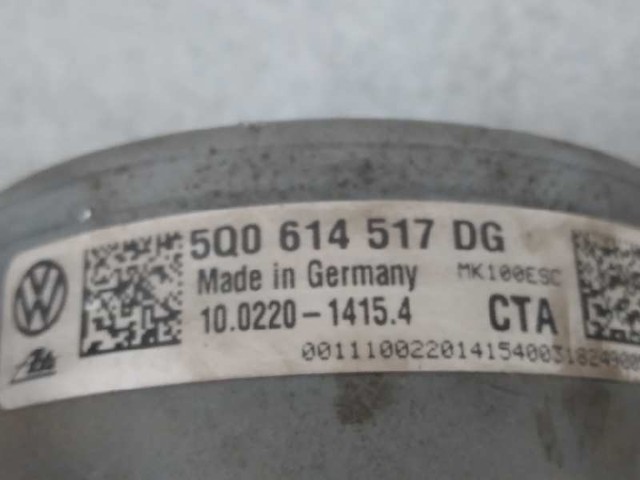 5Q0 614 517 DG
Made in Germany MK100ESC
10.0220-1415.4 CTA